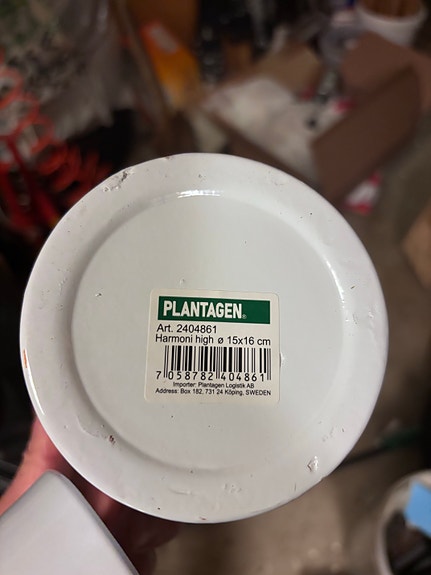 PLANTAGEN®
Art. 2404861
Harmoni high ø 15x16 cm
7 058782 404861
Importer: Plantagen Logistik AB
Address: Box 182, 731 24 Köping, SWEDEN